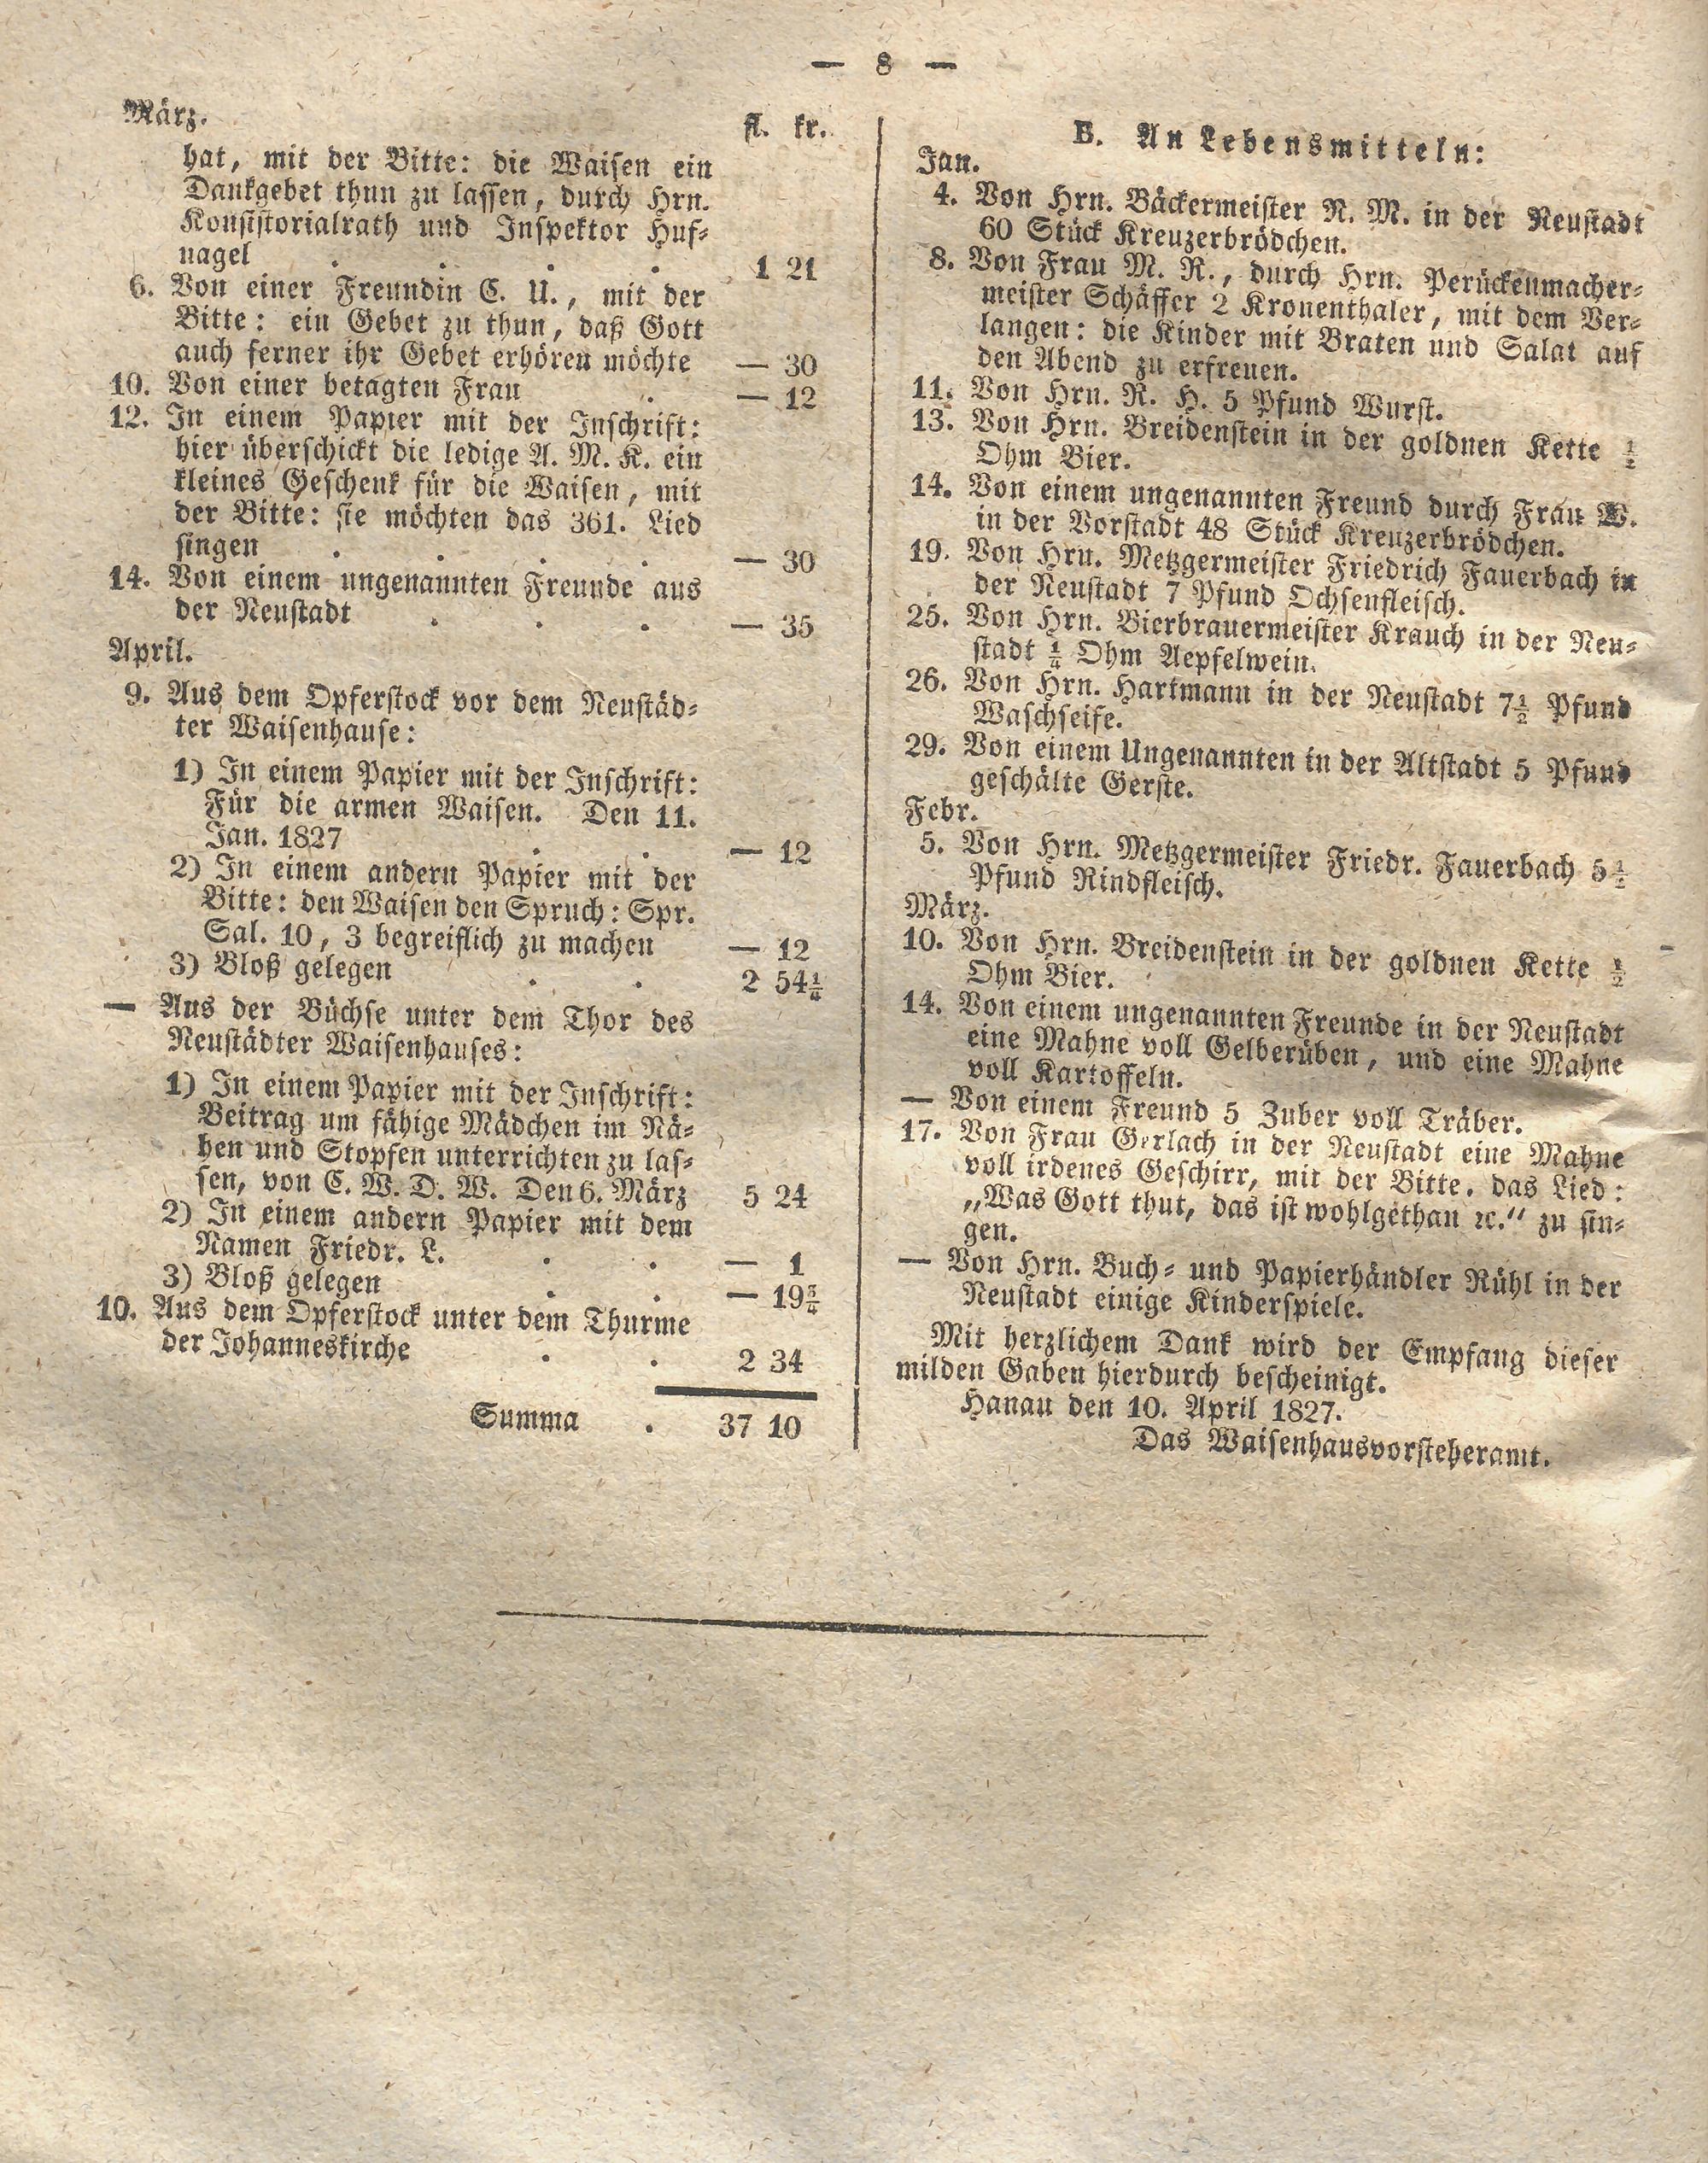 — 8 —
März.
fl. kr.
hat, mit der Bitte: die Waisen ein
Dankgebet thun zu lassen, durch Hrn.
Konsistorialrath und Inspektor Huf=
nagel . . . . 1 21
6. Von einer Freundin C. U., mit der
Bitte: ein Gebet zu thun, daß Gott
auch ferner ihr Gebet erhören möchte — 30
10. Von einer betagten Frau . — 12
12. In einem Papier mit der Inschrift:
hier überschickt die ledige A. M. K. ein
kleines Geschenk für die Waisen, mit
der Bitte: sie möchten das 361. Lied
singen . . . . — 30
14. Von einem ungenannten Freunde aus
der Neustadt . . . — 35
April.
9. Aus dem Opferstock vor dem Neustäd=
ter Waisenhause:
1) In einem Papier mit der Inschrift:
Für die armen Waisen. Den 11.
Jan. 1827 . . — 12
2) In einem andern Papier mit der
Bitte: den Waisen den Spruch: Spr.
Sal. 10, 3 begreiflich zu machen — 12
3) Bloß gelegen . . 2 54¼
— Aus der Büchse unter dem Thor des
Neustädter Waisenhauses:
1) In einem Papier mit der Inschrift:
Beitrag um fähige Mädchen im Nä=
hen und Stopfen unterrichten zu las=
sen, von C. W. D. W. Den 6. März 5 24
2) In einem andern Papier mit dem
Namen Friedr. L. . . — 1
3) Bloß gelegen . . — 19¾
10. Aus dem Opferstock unter dem Thurme
der Johanneskirche . . 2 34
Summa . 37 10
B. An Lebensmitteln:
Jan.
4. Von Hrn. Bäckermeister N. M. in der Neustadt
60 Stück Kreuzerbrödchen.
8. Von Frau M. R., durch Hrn. Perückenmacher=
meister Schäffer 2 Kronenthaler, mit dem Ver=
langen: die Kinder mit Braten und Salat auf
den Abend zu erfreuen.
11. Von Hrn. R. H. 5 Pfund Wurst.
13. Von Hrn. Breidenstein in der goldnen Kette ½
Ohm Bier.
14. Von einem ungenannten Freund durch Frau W.
in der Vorstadt 48 Stück Kreuzerbrödchen.
19. Von Hrn. Metzgermeister Friedrich Fauerbach in
der Neustadt 7 Pfund Ochsenfleisch.
25. Von Hrn. Bierbrauermeister Krauch in der Neu=
stadt ¼ Ohm Aepfelwein.
26. Von Hrn. Hartmann in der Neustadt 7½ Pfund
Waschseife.
29. Von einem Ungenannten in der Altstadt 5 Pfund
geschälte Gerste.
Febr.
5. Von Hrn. Metzgermeister Friedr. Fauerbach 5½
Pfund Rindfleisch.
März.
10. Von Hrn. Breidenstein in der goldnen Kette ½
Ohm Bier.
14. Von einem ungenannten Freunde in der Neustadt
eine Mahne voll Gelberüben, und eine Mahne
voll Kartoffeln.
— Von einem Freund 5 Zuber voll Träber.
17. Von Frau Gerlach in der Neustadt eine Mahne
voll irdenes Geschirr, mit der Bitte. das Lied:
„Was Gott thut, das ist wohlgethan ꝛc.“ zu sin=
gen.
— Von Hrn. Buch= und Papierhändler Rühl in der
Neustadt einige Kinderspiele.
Mit herzlichem Dank wird der Empfang dieser
milden Gaben hierdurch bescheinigt.
Hanau den 10. April 1827.
Das Waisenhausvorsteheramt.